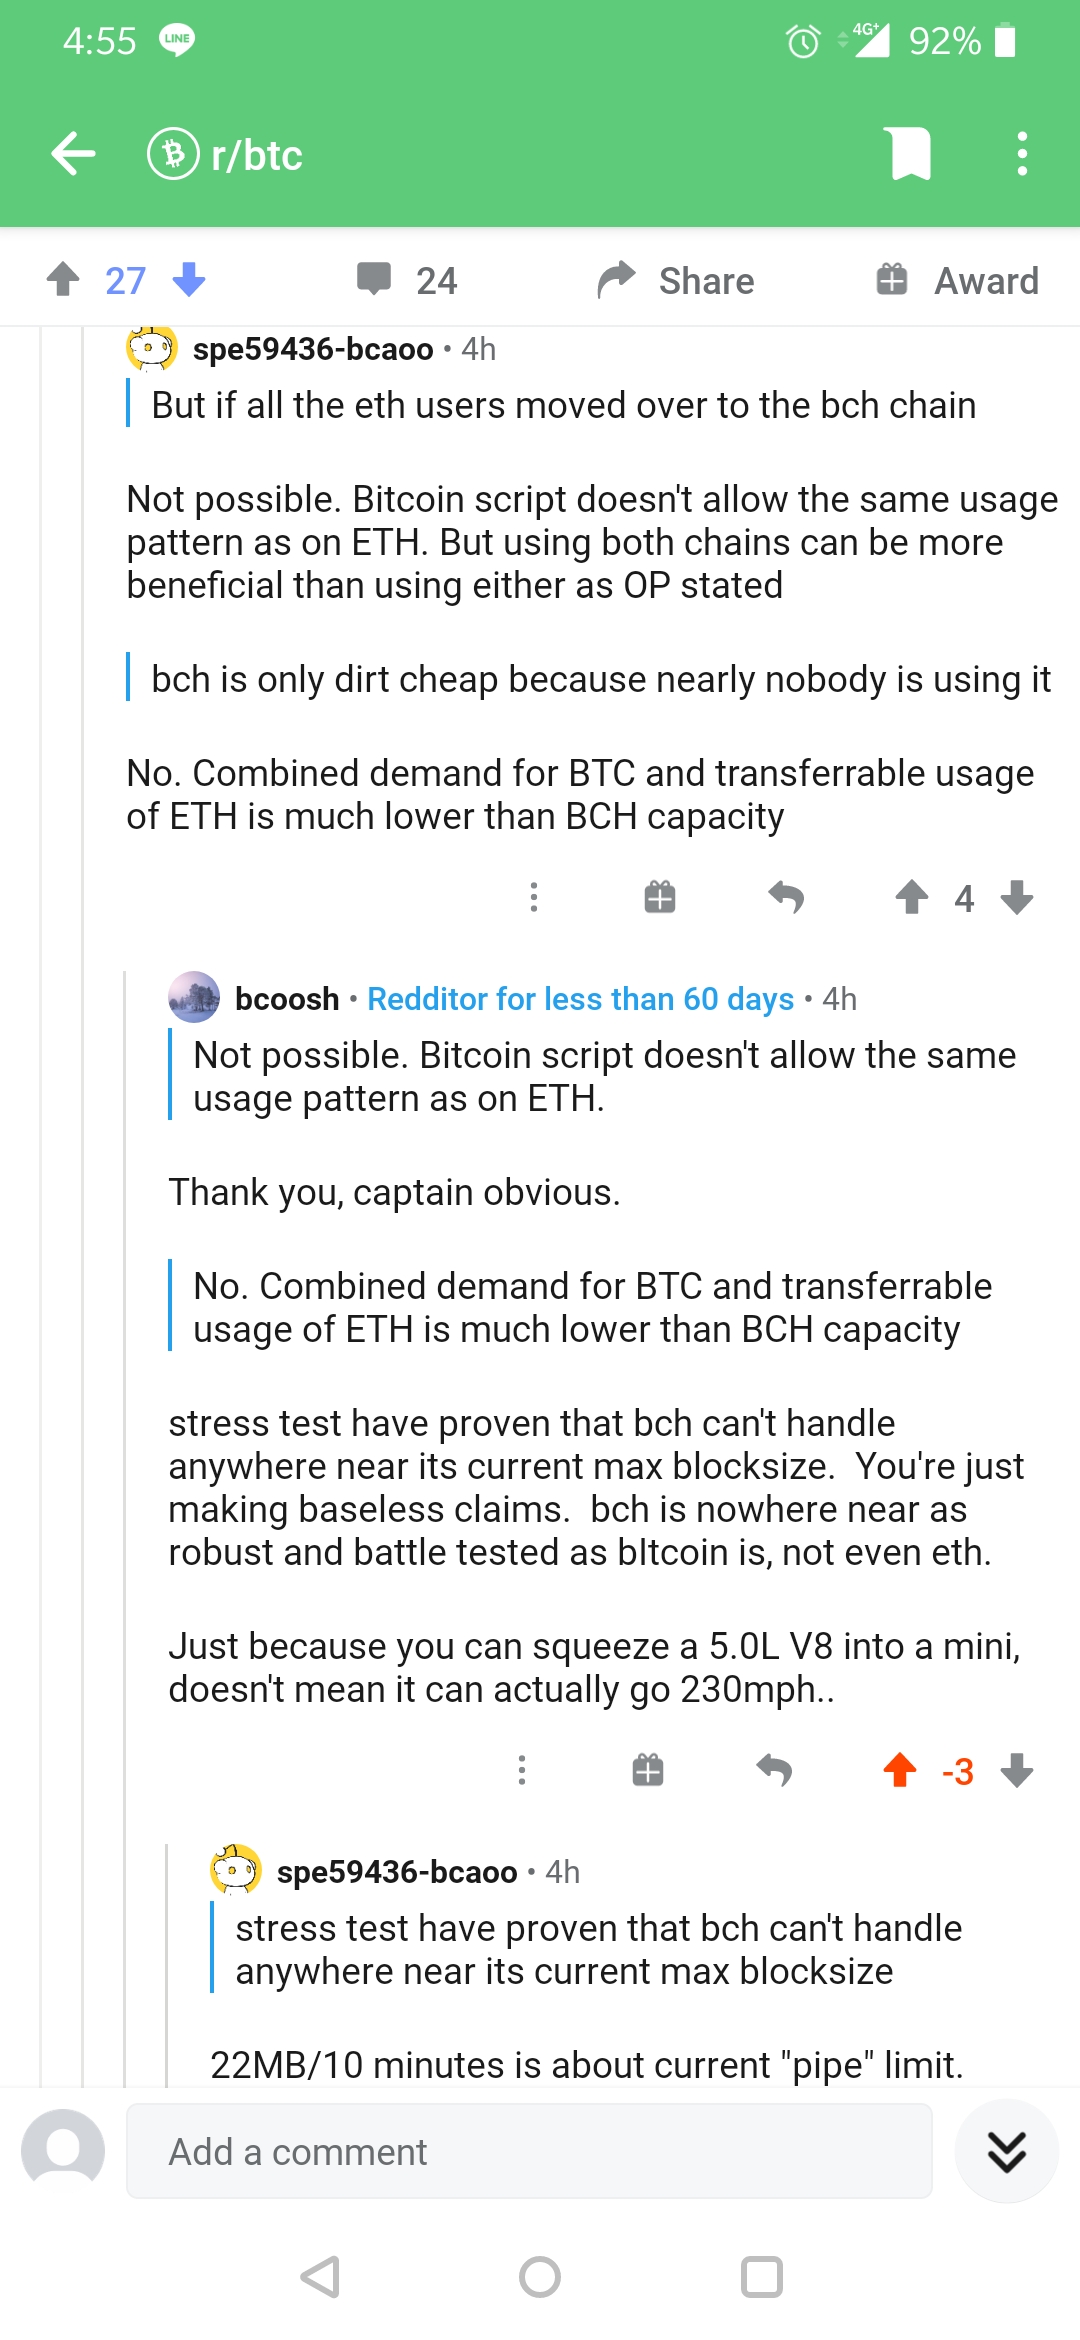 4:55 LINE 4G+ 92%
r/btc
27 24 Share Award
spe59436-bcaoo • 4h
But if all the eth users moved over to the bch chain
Not possible. Bitcoin script doesn't allow the same usage
pattern as on ETH. But using both chains can be more
beneficial than using either as OP stated
bch is only dirt cheap because nearly nobody is using it
No. Combined demand for BTC and transferrable usage
of ETH is much lower than BCH capacity
4
bcoosh • Redditor for less than 60 days • 4h
Not possible. Bitcoin script doesn't allow the same
usage pattern as on ETH.
Thank you, captain obvious.
No. Combined demand for BTC and transferrable
usage of ETH is much lower than BCH capacity
stress test have proven that bch can't handle
anywhere near its current max blocksize.  You're just
making baseless claims.  bch is nowhere near as
robust and battle tested as bltcoin is, not even eth.
Just because you can squeeze a 5.0L V8 into a mini,
doesn't mean it can actually go 230mph..
-3
spe59436-bcaoo • 4h
stress test have proven that bch can't handle
anywhere near its current max blocksize
22MB/10 minutes is about current "pipe" limit.
Add a comment